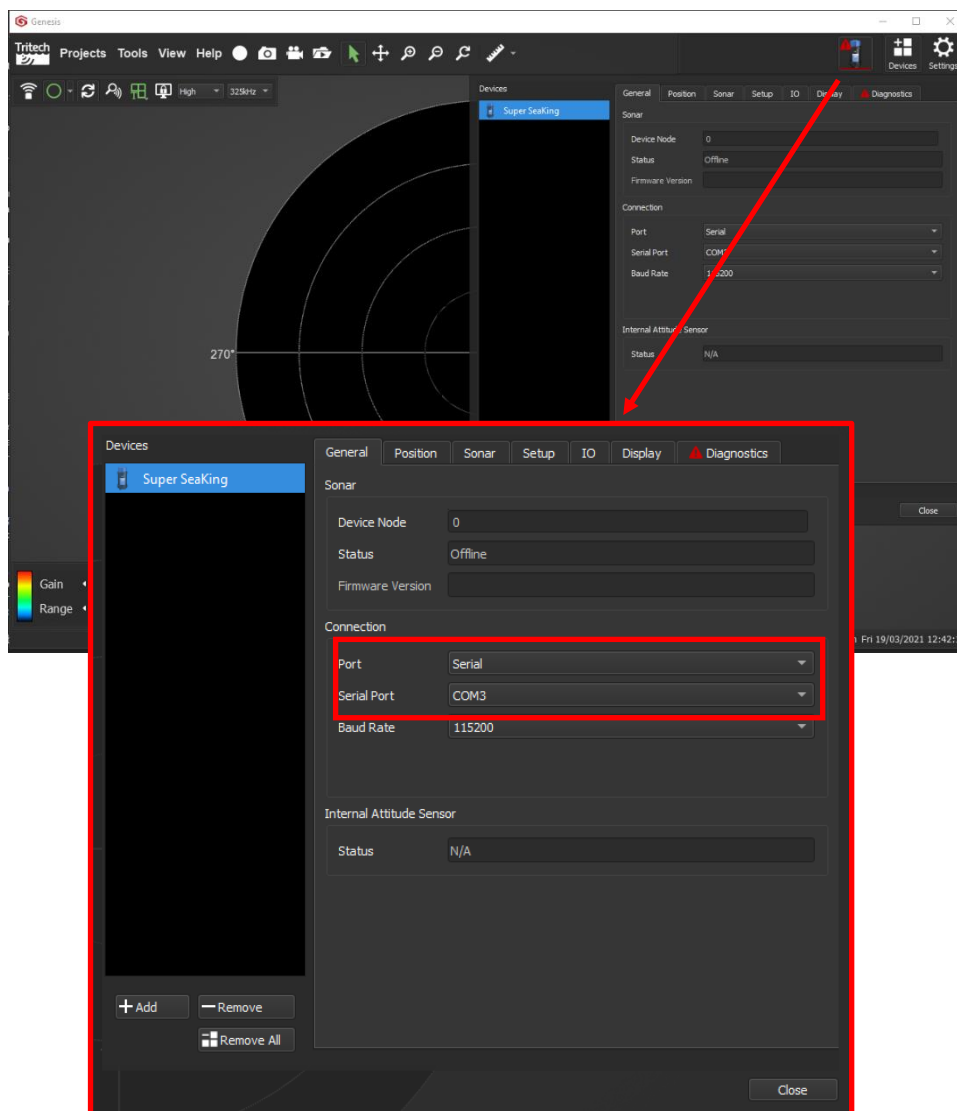 Genesis
Tritech Projects Tools View Help
Devices Settings
High 325kHz
270°
Gain
Range
Devices
Super SeaKing
General Position Sonar Setup IO Display Diagnostics
Sonar
Device Node 0
Status Offline
Firmware Version
Connection
Port Serial
Serial Port
Baud Rate
Internal Attitude Sensor
Status N/A
Close
Fri 19/03/2021 12:42:
Devices
Super SeaKing
Add Remove
Remove All
General Position Sonar Setup IO Display Diagnostics
Sonar
Device Node 0
Status Offline
Firmware Version
Connection
Port Serial
Serial Port COM3
Baud Rate 115200
Internal Attitude Sensor
Status N/A
Close